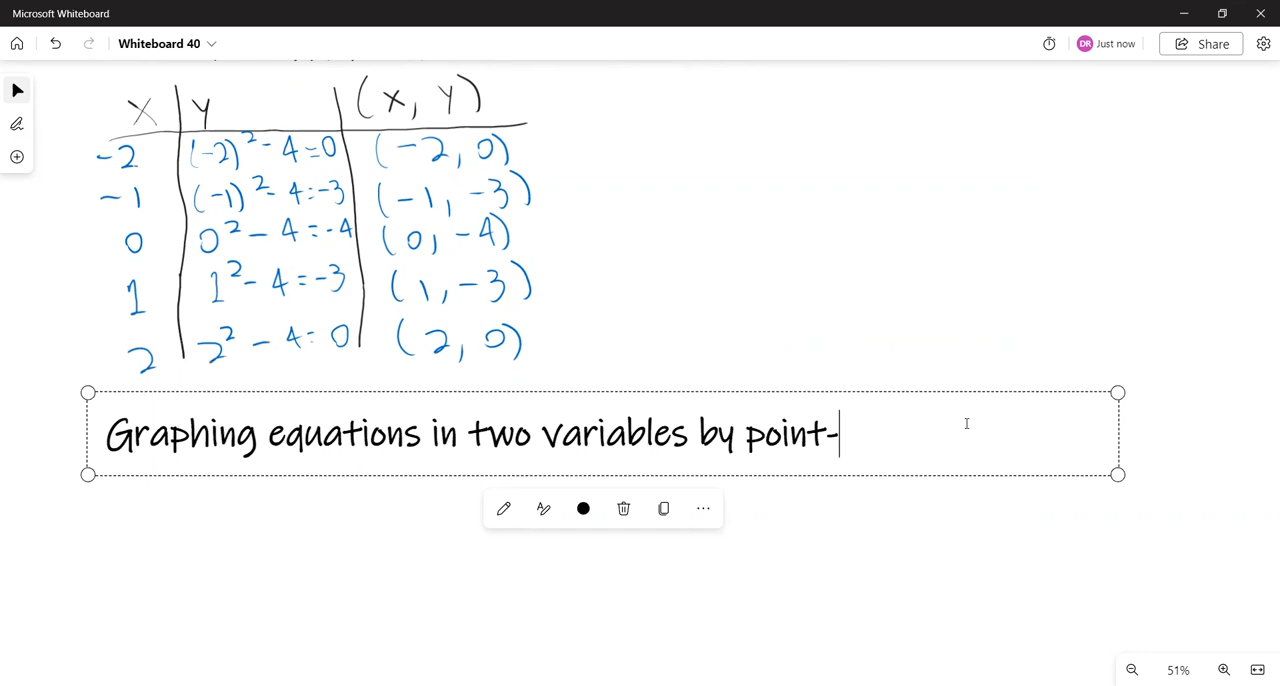 Microsoft Whiteboard
Whiteboard 40
DR Just now
Share
x y (x, y)
-2 (-2)² - 4 = 0 (-2, 0)
-1 (-1)² - 4 = -3 (-1, -3)
0 0² - 4 = -4 (0, -4)
1 1² - 4 = -3 (1, -3)
2 2² - 4 = 0 (2, 0)
Graphing equations in two variables by point-
51%